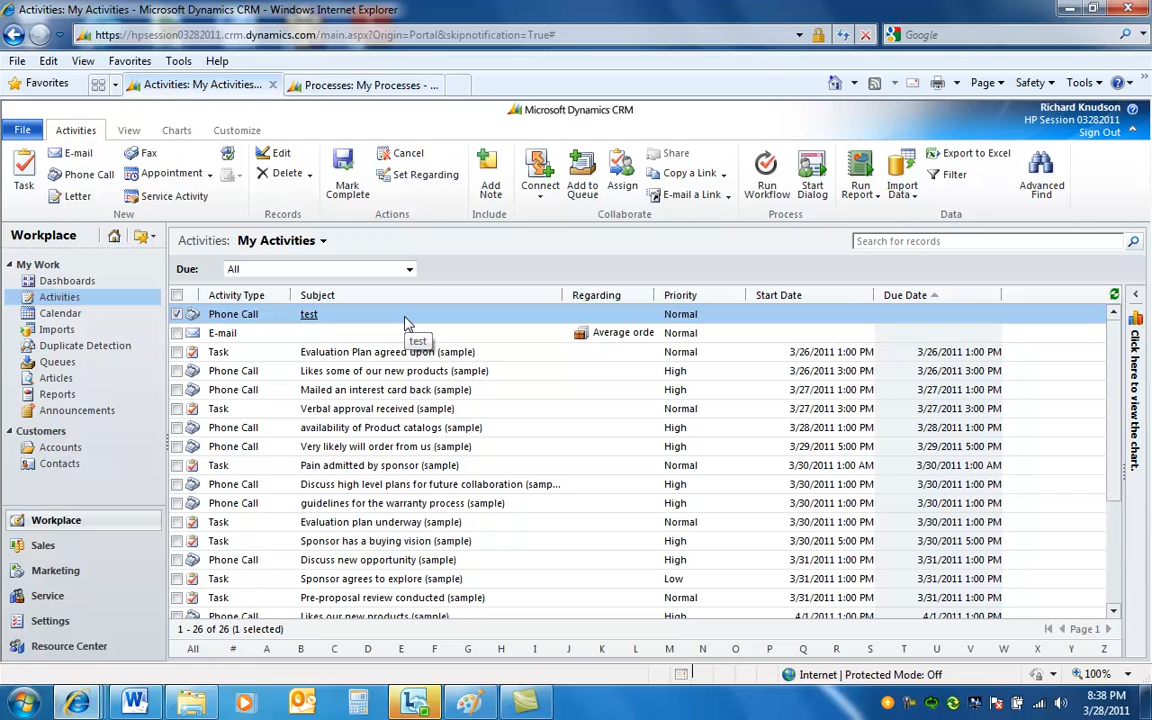 Activities: My Activities - Microsoft Dynamics CRM - Windows Internet Explorer
https://hpsession03282011.crm.dynamics.com/main.aspx?Origin=Portal&skipnotification=True#
Google
File Edit View Favorites Tools Help
Favorites
Activities: My Activities...
Processes: My Processes - ...
Page Safety Tools
Microsoft Dynamics CRM
Richard Knudson
HP Session 03282011
Sign Out
File Activities View Charts Customize
Task
E-mail
Phone Call
Letter
Fax
Appointment
Service Activity
New
Edit
Delete
Records
Mark Complete
Cancel
Set Regarding
Actions
Add Note
Include
Connect
Add to Queue
Assign
Share
Copy a Link
E-mail a Link
Collaborate
Run Workflow
Start Dialog
Process
Run Report
Import Data
Export to Excel
Filter
Advanced Find
Data
Workplace
My Work
Dashboards
Activities
Calendar
Imports
Duplicate Detection
Queues
Articles
Reports
Announcements
Customers
Accounts
Contacts
Workplace
Sales
Marketing
Service
Settings
Resource Center
Activities: My Activities
Search for records
Due: All
Activity Type Subject Regarding Priority Start Date Due Date
Phone Call test Normal
test
E-mail Average orde Normal
Task Evaluation Plan agreed upon (sample) Normal 3/26/2011 1:00 PM 3/26/2011 1:00 PM
Phone Call Likes some of our new products (sample) High 3/26/2011 3:00 PM 3/26/2011 3:00 PM
Phone Call Mailed an interest card back (sample) High 3/27/2011 1:00 PM 3/27/2011 1:00 PM
Task Verbal approval received (sample) Normal 3/27/2011 3:00 PM 3/27/2011 3:00 PM
Phone Call availability of Product catalogs (sample) High 3/28/2011 1:00 PM 3/28/2011 1:00 PM
Phone Call Very likely will order from us (sample) High 3/29/2011 5:00 PM 3/29/2011 5:00 PM
Task Pain admitted by sponsor (sample) Normal 3/30/2011 1:00 AM 3/30/2011 1:00 AM
Phone Call Discuss high level plans for future collaboration (samp... High 3/30/2011 1:00 PM 3/30/2011 1:00 PM
Phone Call guidelines for the warranty process (sample) High 3/30/2011 1:00 PM 3/30/2011 1:00 PM
Task Evaluation plan underway (sample) Normal 3/30/2011 1:00 PM 3/30/2011 1:00 PM
Task Sponsor has a buying vision (sample) High 3/30/2011 5:00 PM 3/30/2011 5:00 PM
Phone Call Discuss new opportunity (sample) High 3/31/2011 1:00 PM 3/31/2011 1:00 PM
Task Sponsor agrees to explore (sample) Low 3/31/2011 1:00 PM 3/31/2011 1:00 PM
Task Pre-proposal review conducted (sample) Normal 3/31/2011 1:00 PM 3/31/2011 1:00 PM
Phone Call Likes our new products (sample) High 4/1/2011 1:00 PM 4/1/2011 1:00 PM
Click here to view the chart.
1 - 26 of 26 (1 selected)
Page 1
All # A B C D E F G H I J K L M N O P Q R S T U V W X Y Z
Internet | Protected Mode: Off
100%
8:38 PM
3/28/2011